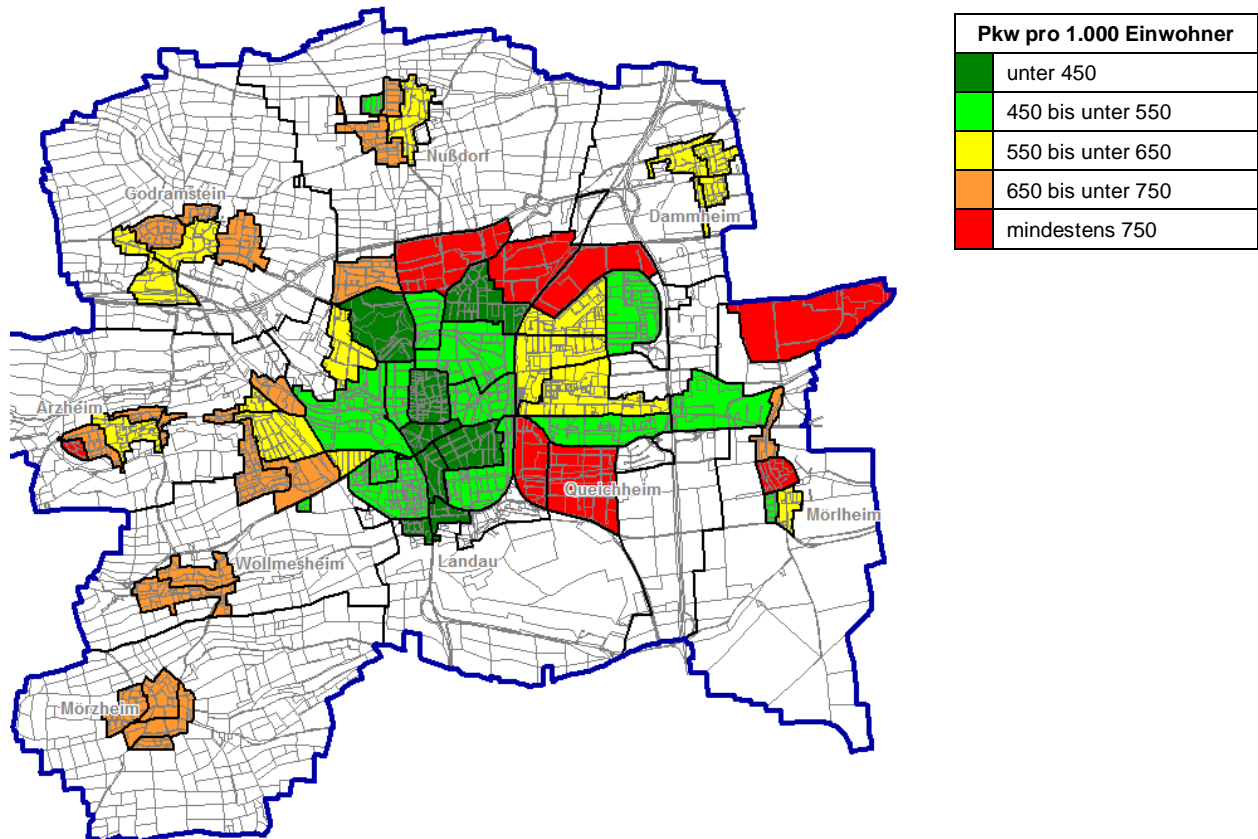 Pkw pro 1.000 Einwohner
unter 450
450 bis unter 550
550 bis unter 650
650 bis unter 750
mindestens 750
Nußdorf
Godramstein
Dammheim
Arzheim
Queichheim
Mörlheim
Wollmesheim
Landau
Mörzheim